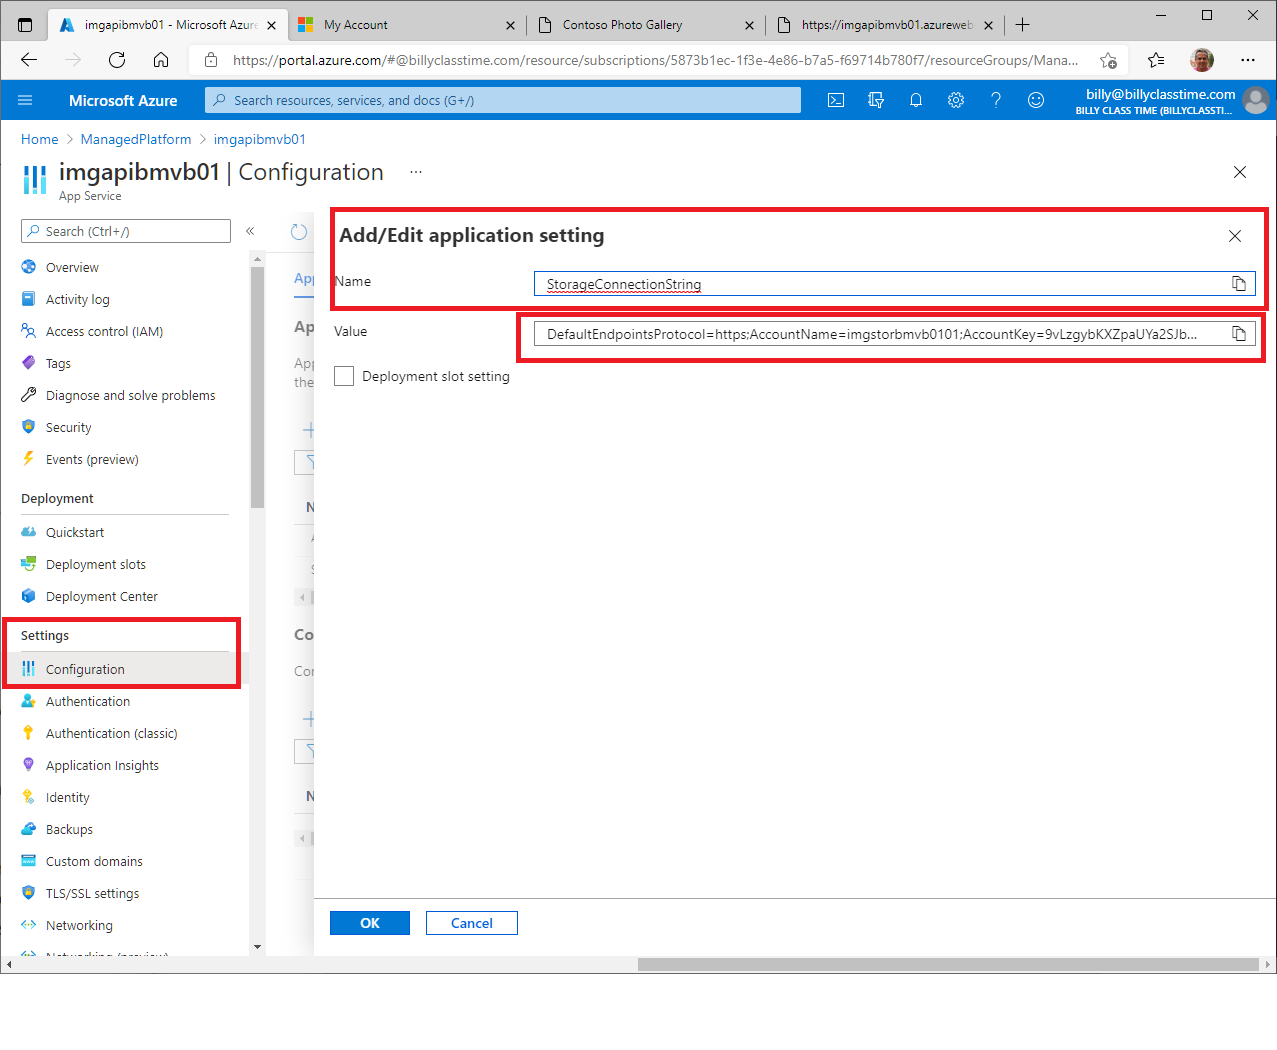 imgapibmvb01 - Microsoft Azure
My Account
Contoso Photo Gallery
https://imgapibmvb01.azureweb
https://portal.azure.com/#@billyclasstime.com/resource/subscriptions/5873b1ec-1f3e-4e86-b7a5-f69714b780f7/resourceGroups/Mana...
Microsoft Azure
Search resources, services, and docs (G+/)
billy@billyclasstime.com
BILLY CLASS TIME (BILLYCLASSTI...
Home > ManagedPlatform > imgapibmvb01
imgapibmvb01 | Configuration ...
App Service
Search (Ctrl+/)
«
Overview
Activity log
Access control (IAM)
Tags
Diagnose and solve problems
Security
Events (preview)
Deployment
Quickstart
Deployment slots
Deployment Center
Settings
Configuration
Authentication
Authentication (classic)
Application Insights
Identity
Backups
Custom domains
TLS/SSL settings
Networking
Networking (preview)
App
Ap
App
the
N
A
S
Co
Con
N
Add/Edit application setting
Name
StorageConnectionString
Value
DefaultEndpointsProtocol=https;AccountName=imgstorbmvb0101;AccountKey=9vLzgybKXZpaUYa2SJb...
Deployment slot setting
OK
Cancel